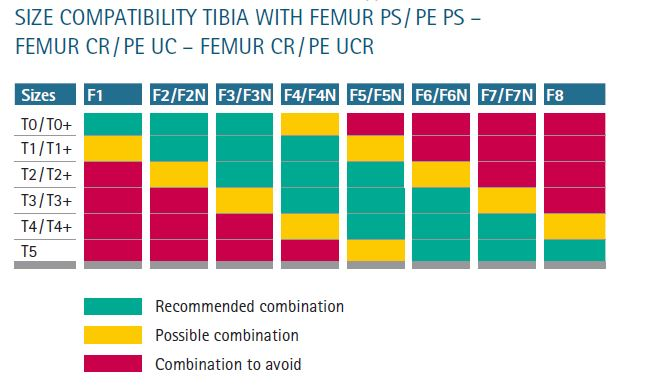 SIZE COMPATIBILITY TIBIA WITH FEMUR PS/ PE PS –
FEMUR CR/PE UC – FEMUR CR/PE UCR
Sizes F1 F2/F2N F3/F3N F4/F4N F5/F5N F6/F6N F7/F7N F8
T0/T0+
T1/T1+
T2/T2+
T3/T3+
T4/T4+
T5
Recommended combination
Possible combination
Combination to avoid